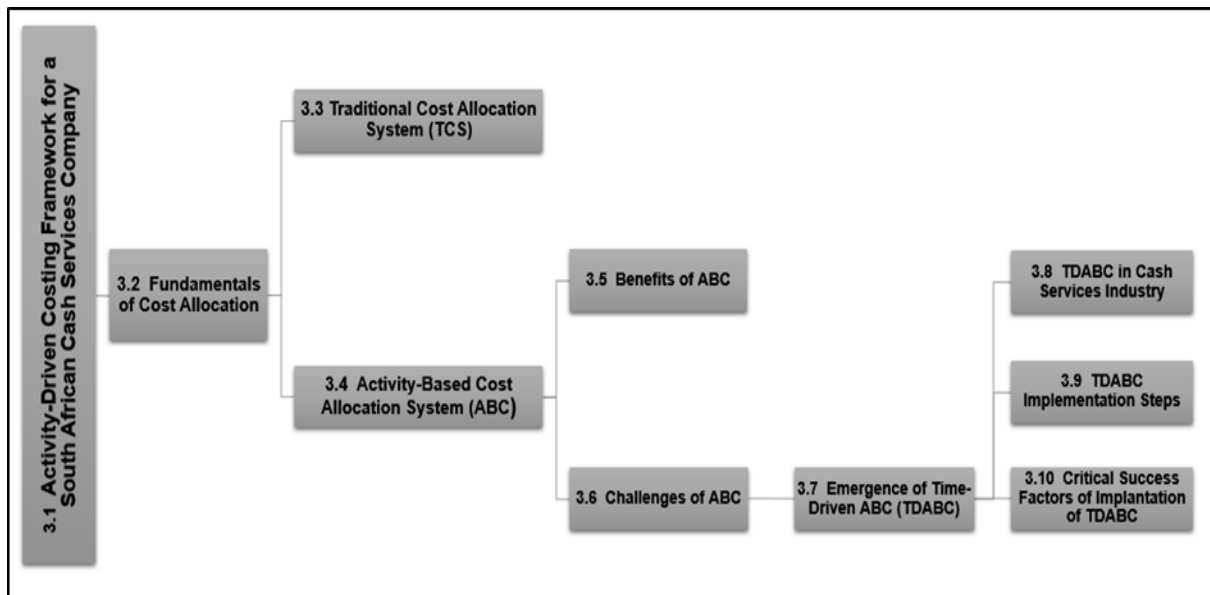 3.1 Activity-Driven Costing Framework for a
South African Cash Services Company
3.2 Fundamentals
of Cost Allocation
3.3 Traditional Cost Allocation
System (TCS)
3.4 Activity-Based Cost
Allocation System (ABC)
3.5 Benefits of ABC
3.6 Challenges of ABC
3.7 Emergence of Time-
Driven ABC (TDABC)
3.8 TDABC in Cash
Services Industry
3.9 TDABC
Implementation Steps
3.10 Critical Success
Factors of Implantation
of TDABC